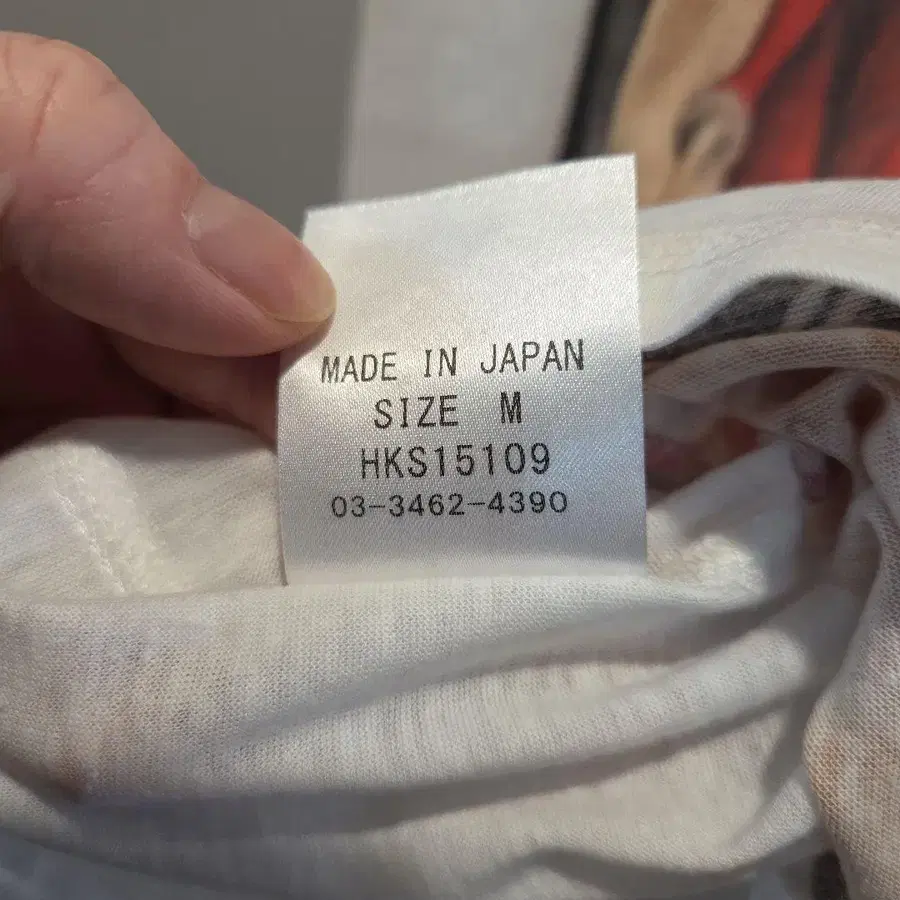 MADE IN JAPAN
SIZE M
HKS15109
03-3462-4390